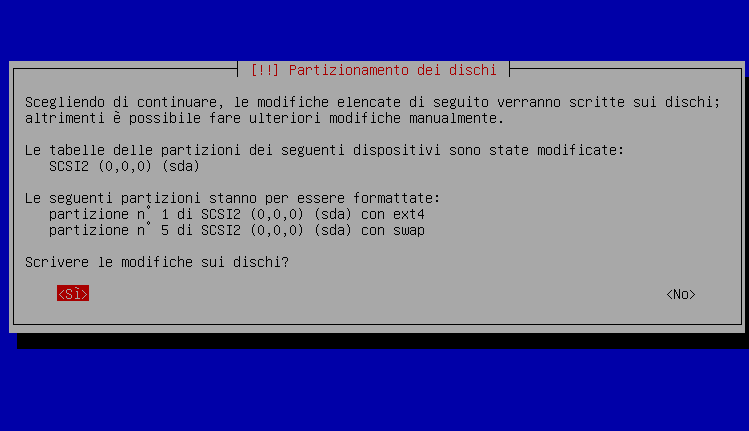 [!!] Partizionamento dei dischi
Scegliendo di continuare, le modifiche elencate di seguito verranno scritte sui dischi;
altrimenti è possibile fare ulteriori modifiche manualmente.
Le tabelle delle partizioni dei seguenti dispositivi sono state modificate:
SCSI2 (0,0,0) (sda)
Le seguenti partizioni stanno per essere formattate:
partizione n° 1 di SCSI2 (0,0,0) (sda) con ext4
partizione n° 5 di SCSI2 (0,0,0) (sda) con swap
Scrivere le modifiche sui dischi?
<Sì> <No>